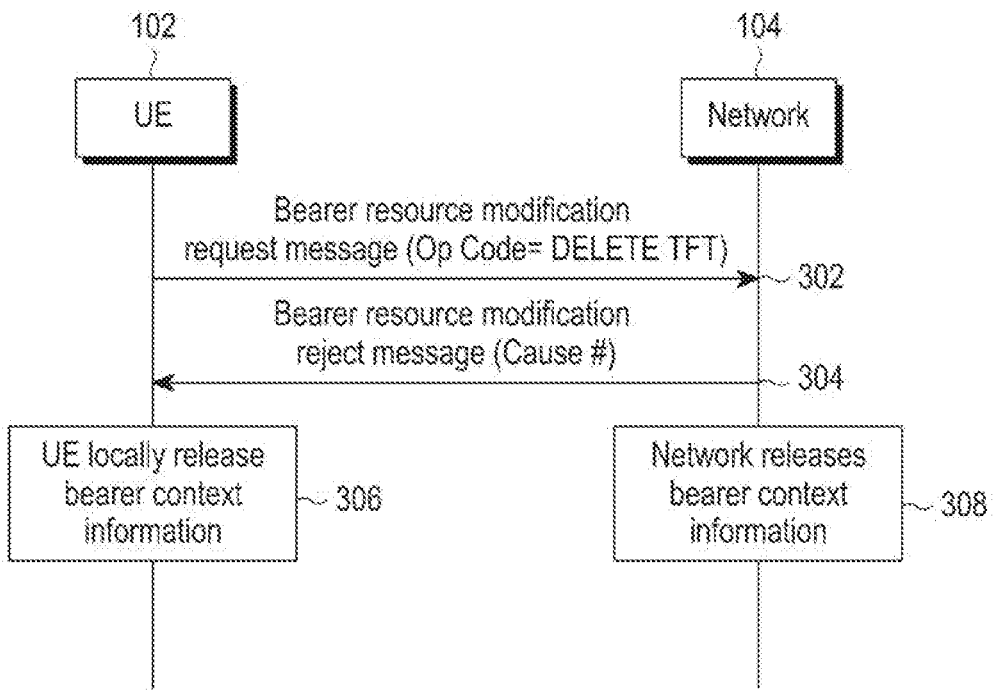 102
104
UE
Network
Bearer resource modification
request message (Op Code= DELETE TFT)
302
Bearer resource modification
reject message (Cause #)
304
UE locally release
bearer context
information
306
Network releases
bearer context
information
308